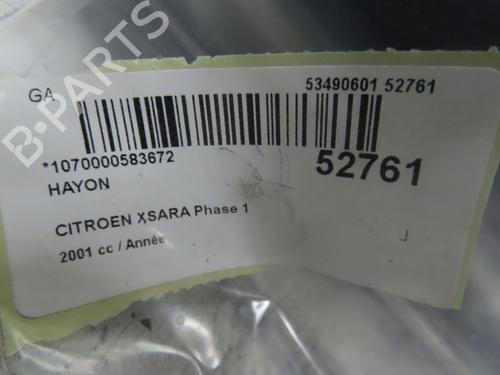 GA
53490601 52761
*1070000583672
52761
HAYON
CITROEN XSARA Phase 1
2001 cc / Année
B-PARTS